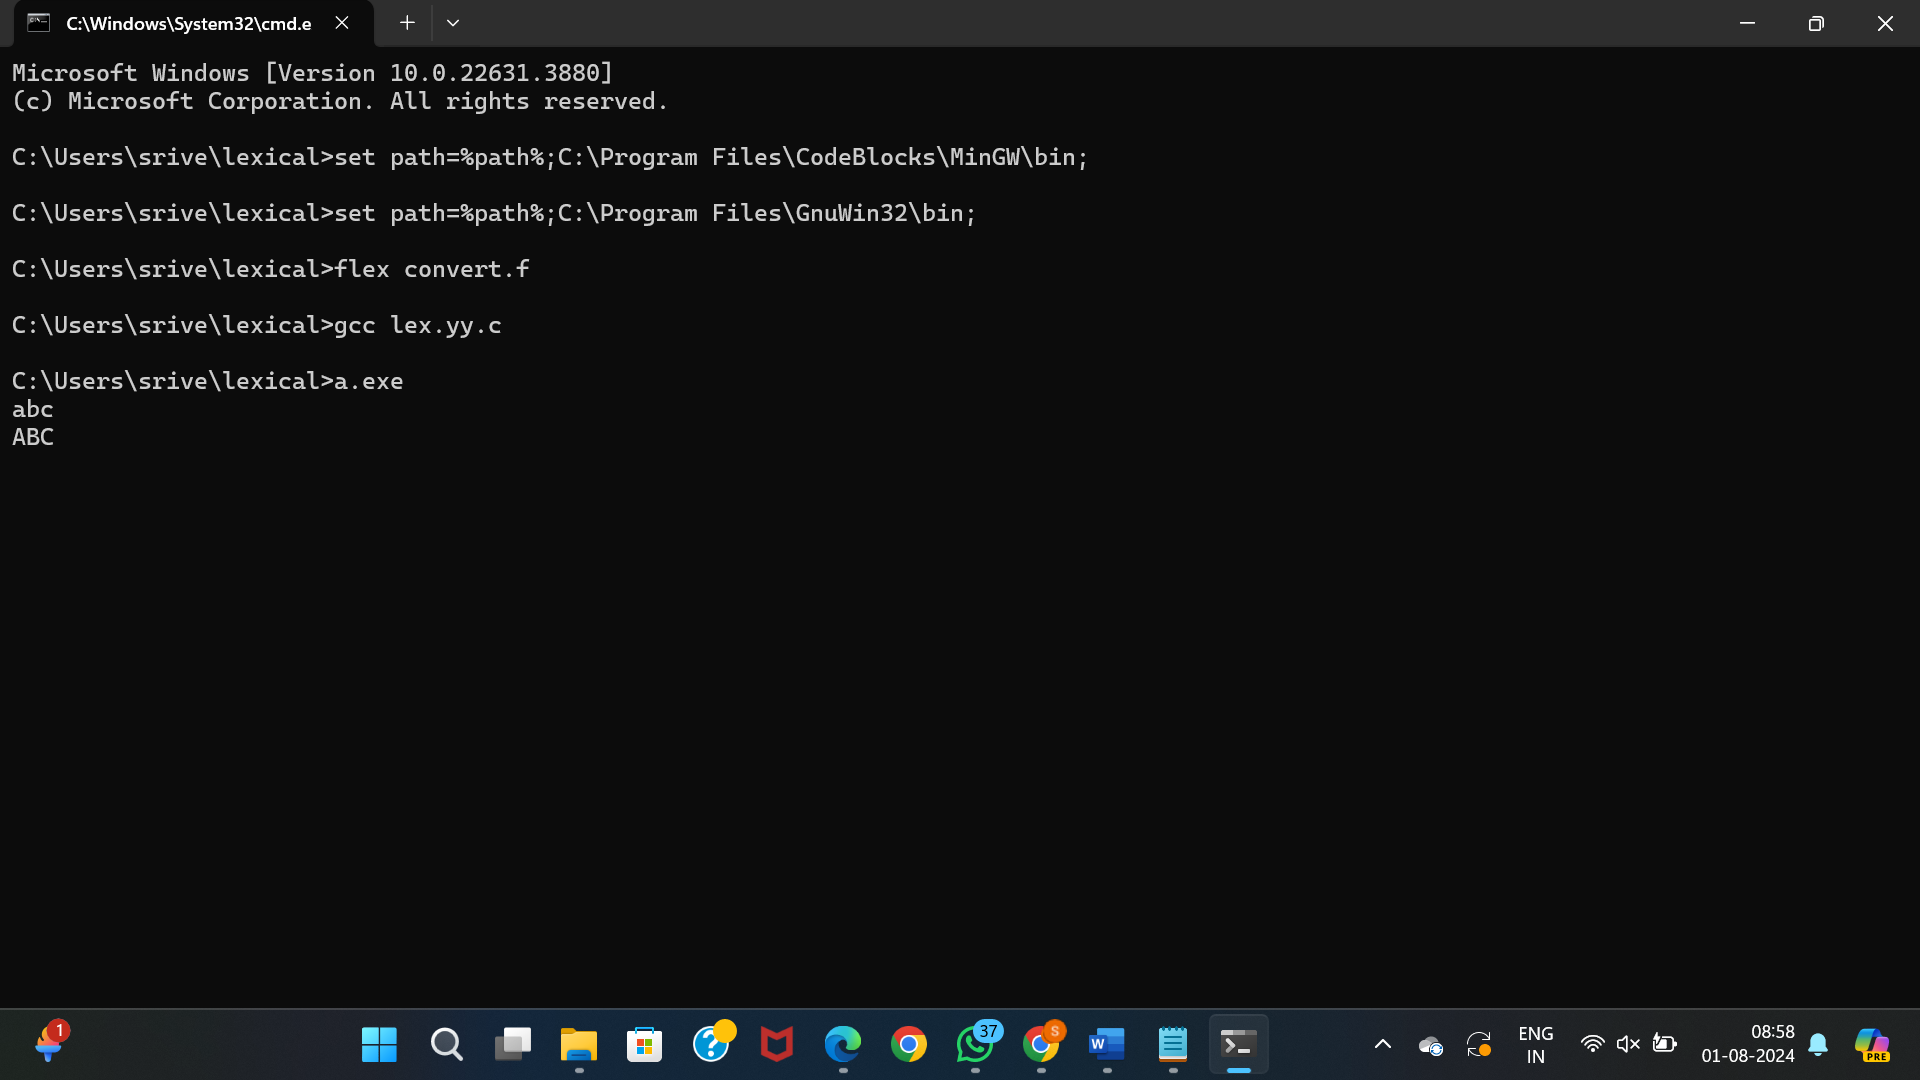 C:\Windows\System32\cmd.e
Microsoft Windows [Version 10.0.22631.3880]
(c) Microsoft Corporation. All rights reserved.
C:\Users\srive\lexical>set path=%path%;C:\Program Files\CodeBlocks\MinGW\bin;
C:\Users\srive\lexical>set path=%path%;C:\Program Files\GnuWin32\bin;
C:\Users\srive\lexical>flex convert.f
C:\Users\srive\lexical>gcc lex.yy.c
C:\Users\srive\lexical>a.exe
abc
ABC
1
37
S
W
ENG
IN
08:58
01-08-2024
PRE